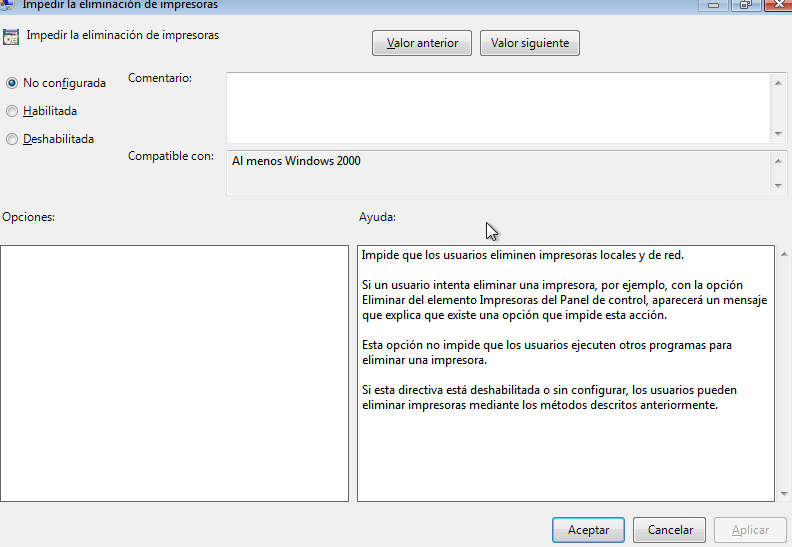 Impedir la eliminación de impresoras
Impedir la eliminación de impresoras
Valor anterior
Valor siguiente
No configurada
Comentario:
Habilitada
Deshabilitada
Compatible con:
Al menos Windows 2000
Opciones:
Ayuda:
Impide que los usuarios eliminen impresoras locales y de red.
Si un usuario intenta eliminar una impresora, por ejemplo, con la opción
Eliminar del elemento Impresoras del Panel de control, aparecerá un mensaje
que explica que existe una opción que impide esta acción.
Esta opción no impide que los usuarios ejecuten otros programas para
eliminar una impresora.
Si esta directiva está deshabilitada o sin configurar, los usuarios pueden
eliminar impresoras mediante los métodos descritos anteriormente.
Aceptar
Cancelar
Aplicar